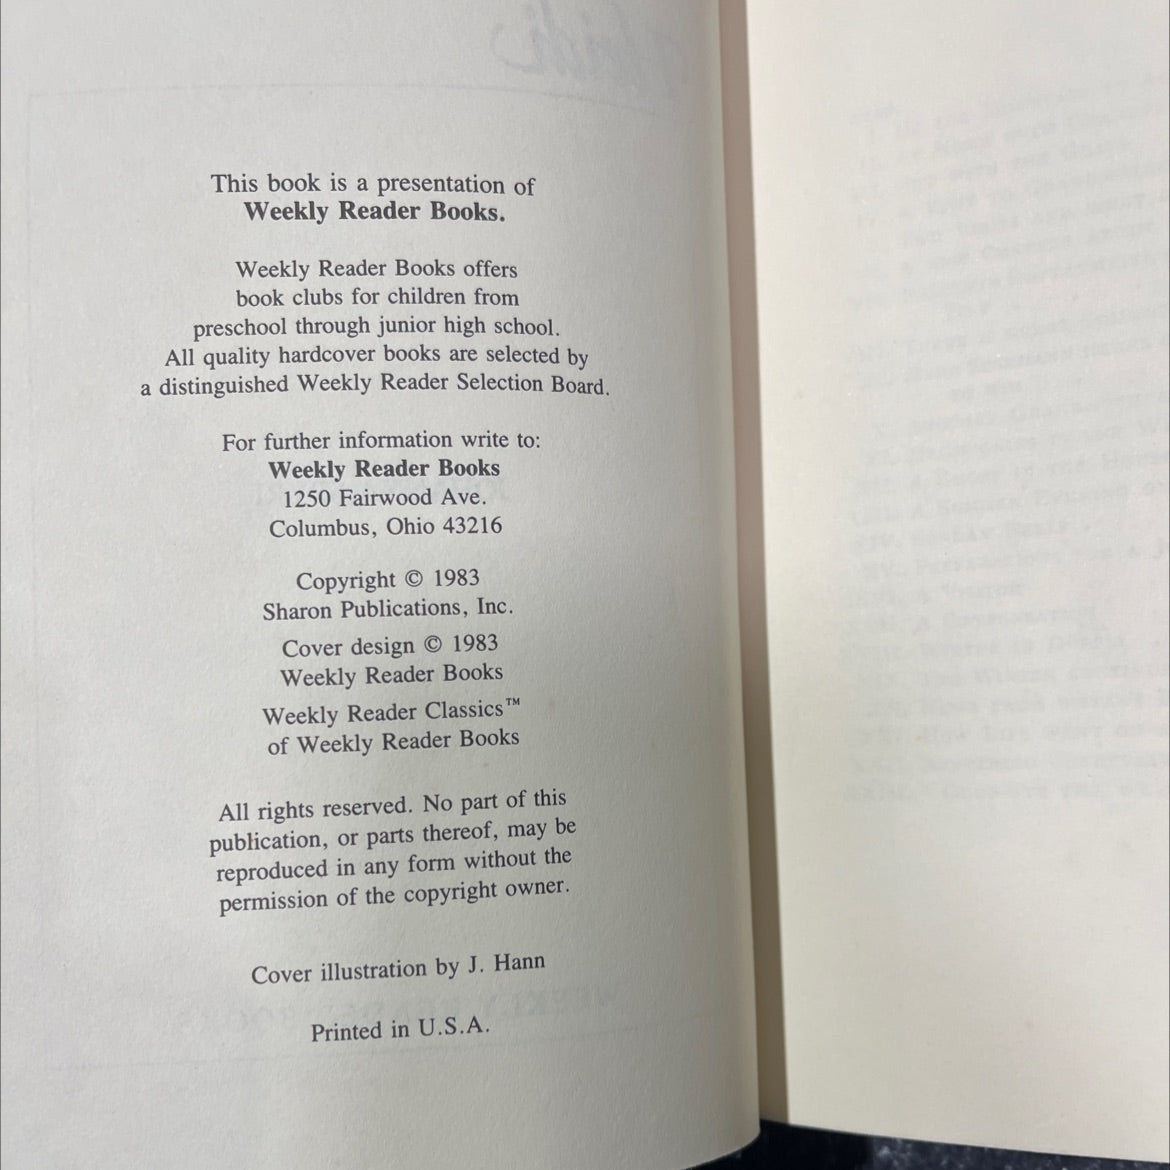 This book is a presentation of
Weekly Reader Books.
Weekly Reader Books offers
book clubs for children from
preschool through junior high school.
All quality hardcover books are selected by
a distinguished Weekly Reader Selection Board.
For further information write to:
Weekly Reader Books
1250 Fairwood Ave.
Columbus, Ohio 43216
Copyright © 1983
Sharon Publications, Inc.
Cover design © 1983
Weekly Reader Books
Weekly Reader Classics™
of Weekly Reader Books
All rights reserved. No part of this
publication, or parts thereof, may be
reproduced in any form without the
permission of the copyright owner.
Cover illustration by J. Hann
Printed in U.S.A.